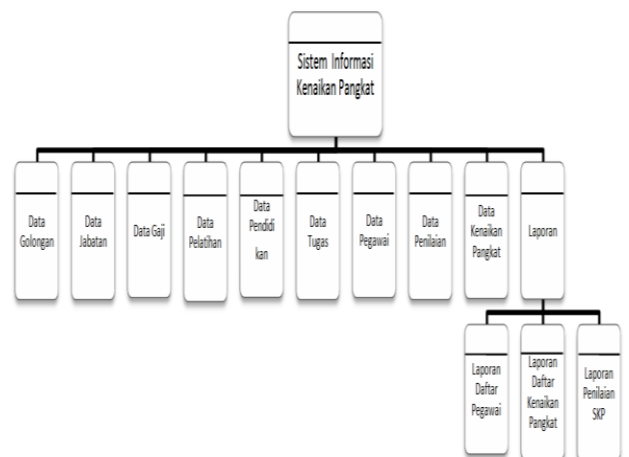 Sistem Informasi
Kenaikan Pangkat
Data
Golongan
Data
Jabatan
Data Gaji
Data
Pelatihan
Data
Pendidi
kan
Data
Tugas
Data
Pegawai
Data
Penilaian
Data
Kenaikan
Pangkat
Laporan
Laporan
Daftar
Pegawai
Laporan
Daftar
Kenaikan
Pangkat
Laporan
Penilaian
SKP